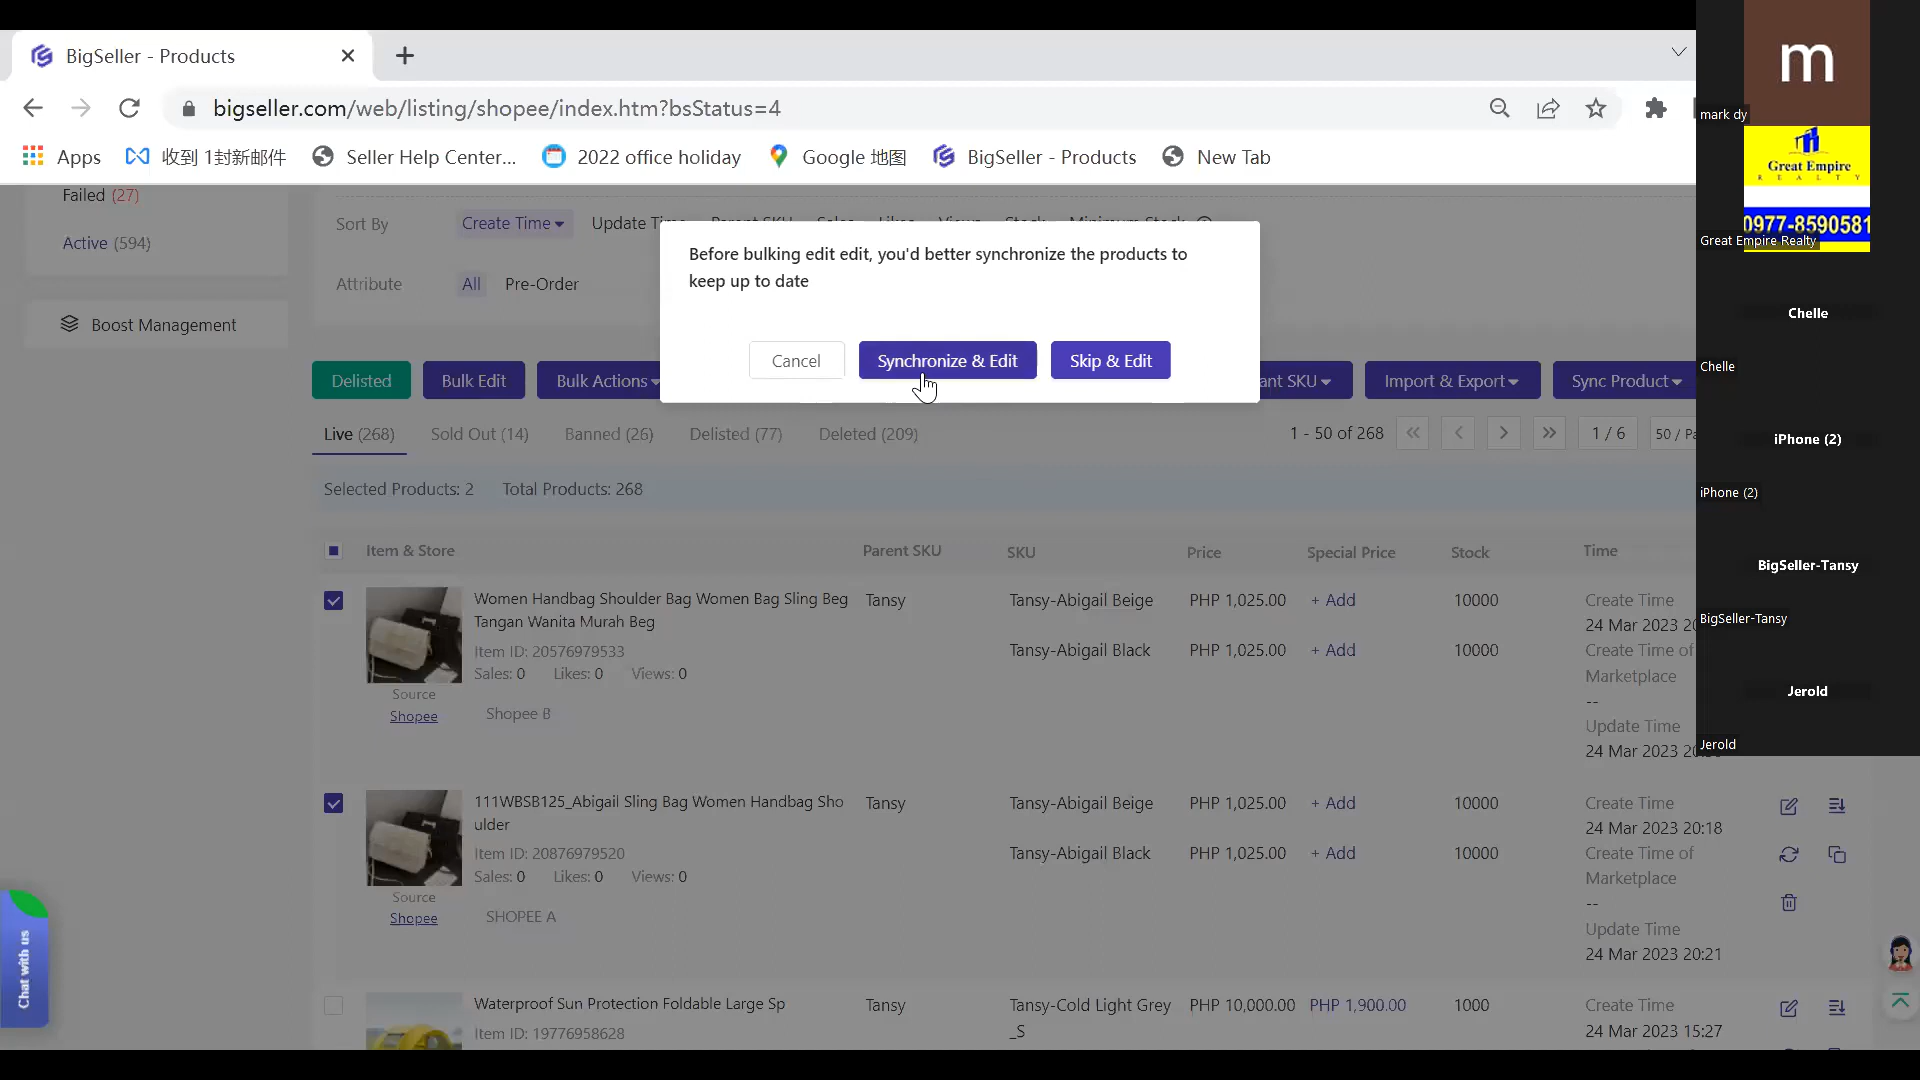 BigSeller - Products
bigseller.com/web/listing/shopee/index.htm?bsStatus=4
Apps
收到 1封新邮件
Seller Help Center...
2022 office holiday
Google 地图
BigSeller - Products
New Tab
Failed (27)
Active (594)
Boost Management
Sort By
Create Time
Attribute
All
Pre-Order
Before bulking edit edit, you'd better synchronize the products to
keep up to date
Cancel
Synchronize & Edit
Skip & Edit
Delisted
Bulk Edit
Bulk Actions
SKU
Import & Export
Sync Product
Live (268)
Sold Out (14)
Banned (26)
Delisted (77)
Deleted (209)
1 - 50 of 268
1 / 6
50 /
Selected Products: 2
Total Products: 268
Item & Store
Parent SKU
SKU
Price
Special Price
Stock
Time
Women Handbag Shoulder Bag Women Bag Sling Beg
Tangan Wanita Murah Beg
Item ID: 20576979533
Sales: 0 Likes: 0 Views: 0
Source
Shopee
Shopee B
Tansy
Tansy-Abigail Beige
PHP 1,025.00
+ Add
10000
Tansy-Abigail Black
PHP 1,025.00
+ Add
10000
Create Time
24 Mar 2023
Create Time of
Marketplace
--
Update Time
24 Mar 2023
111WBSB125_Abigail Sling Bag Women Handbag Sho
ulder
Item ID: 20876979520
Sales: 0 Likes: 0 Views: 0
Source
Shopee
SHOPEE A
Tansy
Tansy-Abigail Beige
PHP 1,025.00
+ Add
10000
Tansy-Abigail Black
PHP 1,025.00
+ Add
10000
Create Time
24 Mar 2023 20:18
Create Time of
Marketplace
--
Update Time
24 Mar 2023 20:21
Waterproof Sun Protection Foldable Large Sp
Item ID: 19776958628
Tansy
Tansy-Cold Light Grey
_S
PHP 10,000.00
PHP 1,900.00
1000
Create Time
24 Mar 2023 15:27
Chat with us
m
mark dy
Great Empire
REALTY
0977-8590581
Great Empire Realty
Chelle
Chelle
iPhone (2)
iPhone (2)
BigSeller-Tansy
BigSeller-Tansy
Jerold
Jerold